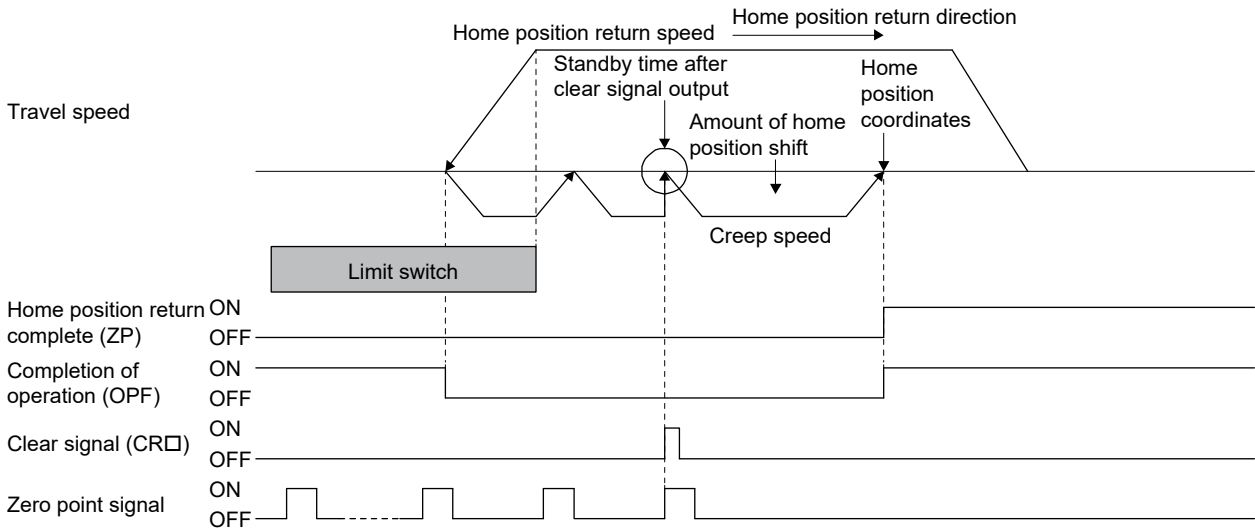 Home position return direction
Home position return speed
Standby time after
clear signal output
Home
position
coordinates
Travel speed
Amount of home
position shift
Creep speed
Limit switch
Home position return
complete (ZP)
ON
OFF
Completion of
operation (OPF)
ON
OFF
Clear signal (CR□)
ON
OFF
Zero point signal
ON
OFF